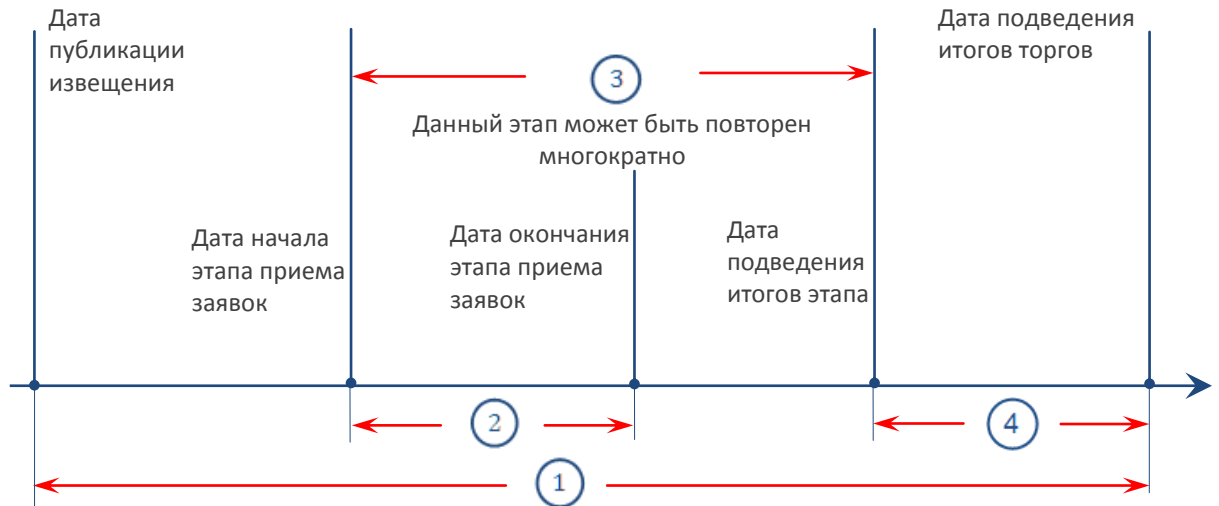 Дата
публикации
извещения
Дата подведения
итогов торгов
3
Данный этап может быть повторен
многократно
Дата начала
этапа приема
заявок
Дата окончания
этапа приема
заявок
Дата
подведения
итогов этапа
2
4
1